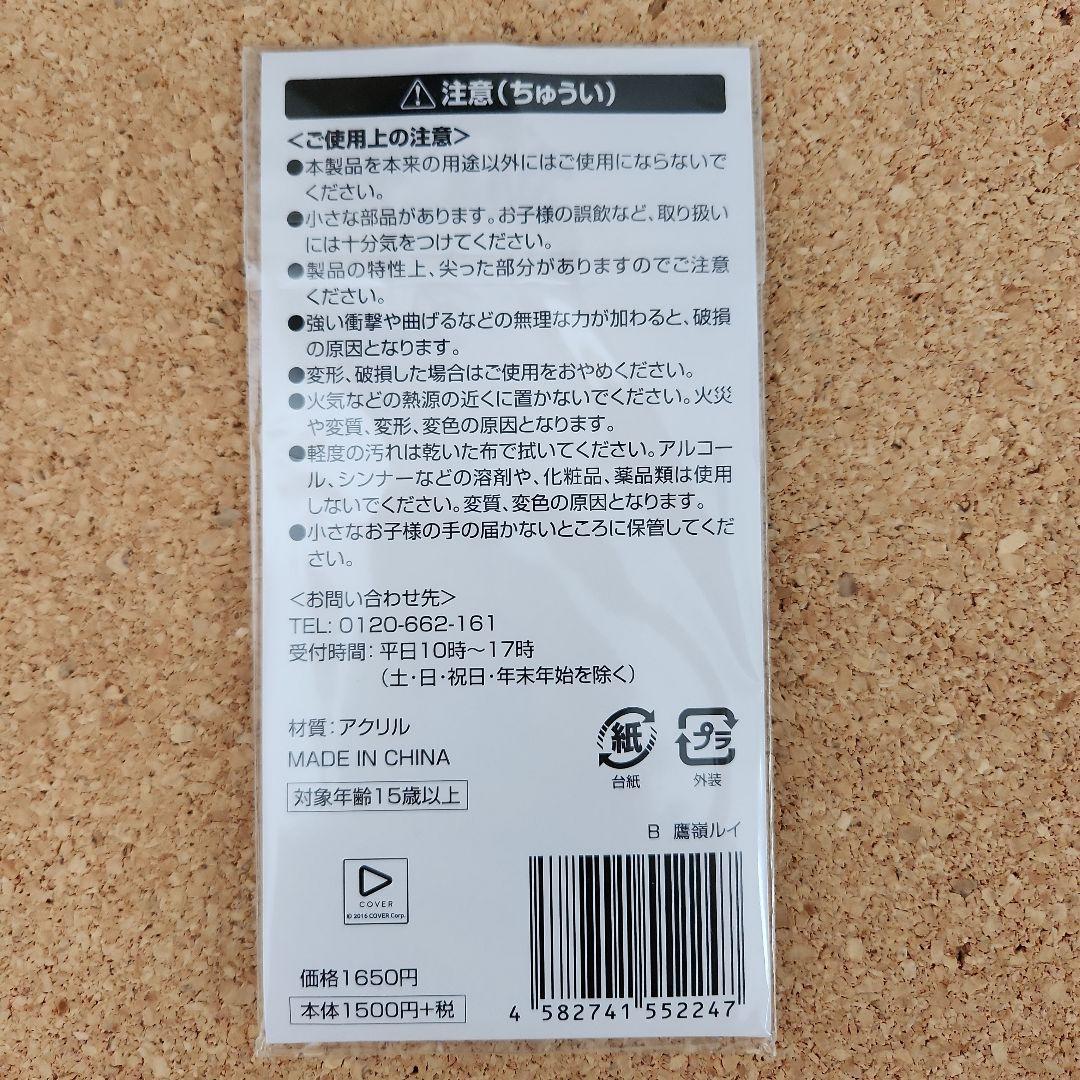 注意(ちゅうい)
<ご使用上の注意>
●本製品を本来の用途以外にはご使用にならないで
ください。
●小さな部品があります。お子様の誤飲など、取り扱い
には十分気をつけてください。
●製品の特性上、尖った部分がありますのでご注意
ください。
●強い衝撃や曲げるなどの無理な力が加わると、破損
の原因となります。
●変形、破損した場合はご使用をおやめください。
●火気などの熱源の近くに置かないでください。火災
や変質、変形、変色の原因となります。
●軽度の汚れは乾いた布で拭いてください。アルコー
ル、シンナーなどの溶剤や、化粧品、薬品類は使用
しないでください。変質、変色の原因となります。
●小さなお子様の手の届かないところに保管してくだ
さい。
<お問い合わせ先>
TEL: 0120-662-161
受付時間: 平日10時〜17時
(土・日・祝日・年末年始を除く)
材質:アクリル
MADE IN CHINA
対象年齢15歳以上
紙
台紙
プラ
外装
B 鷹嶺ルイ
COVER
© 2016 COVER Corp.
価格1650円
本体1500円+税
4 582741 552247